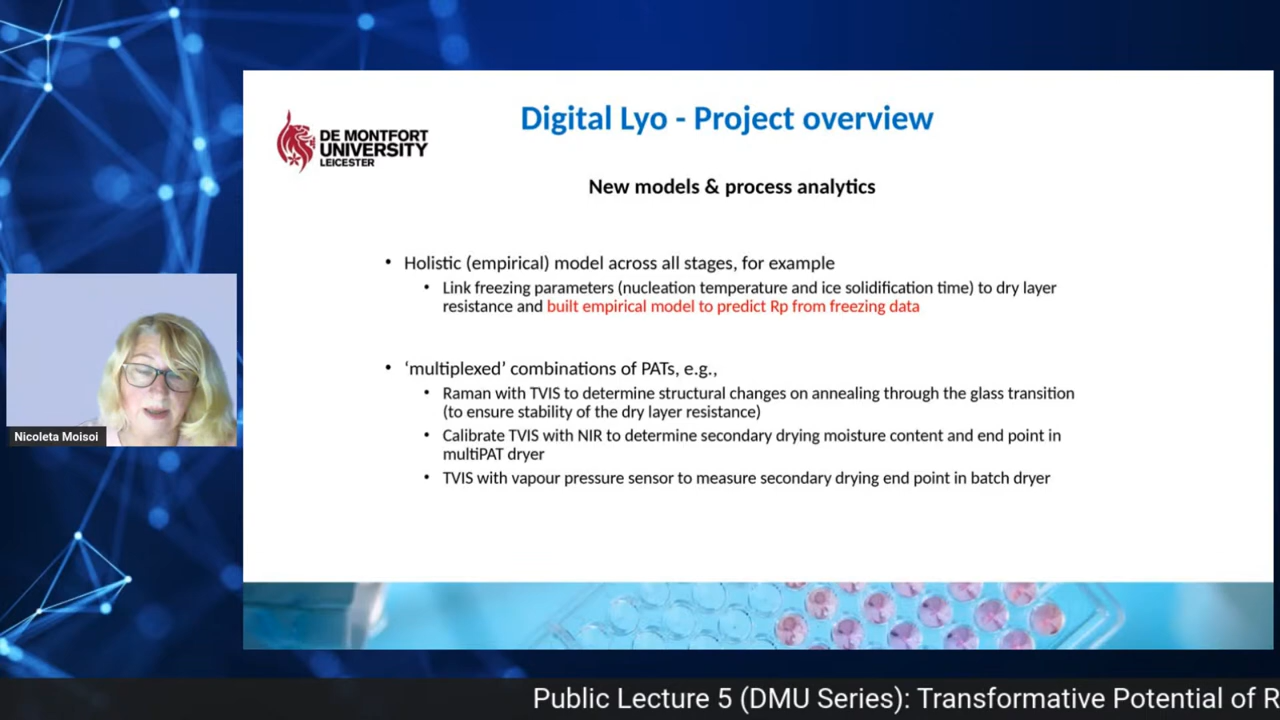 DE MONTFORT
UNIVERSITY
LEICESTER
Digital Lyo - Project overview
New models & process analytics
• Holistic (empirical) model across all stages, for example
• Link freezing parameters (nucleation temperature and ice solidification time) to dry layer
resistance and built empirical model to predict Rp from freezing data
• ‘multiplexed’ combinations of PATs, e.g.,
• Raman with TVIS to determine structural changes on annealing through the glass transition
(to ensure stability of the dry layer resistance)
• Calibrate TVIS with NIR to determine secondary drying moisture content and end point in
multiPAT dryer
• TVIS with vapour pressure sensor to measure secondary drying end point in batch dryer
Nicoleta Moisoi
Public Lecture 5 (DMU Series): Transformative Potential of R